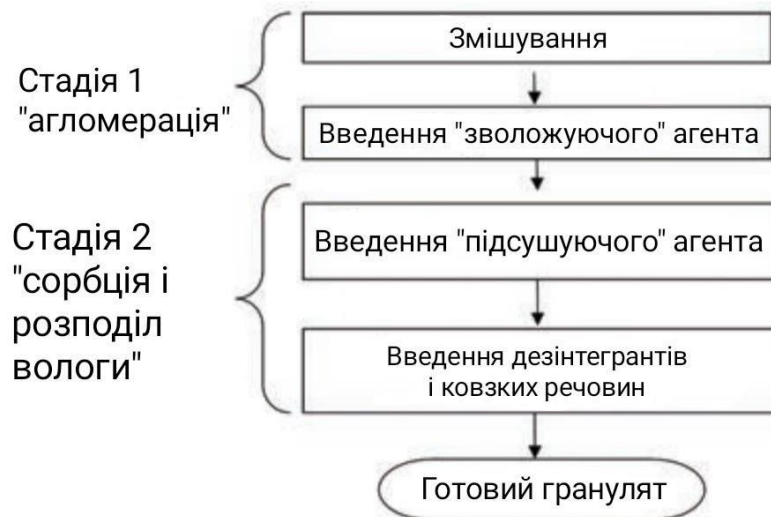 Стадія 1
"агломерація"
Змішування
Введення "зволожуючого" агента
Стадія 2
"сорбція і
розподіл
вологи"
Введення "підсушуючого" агента
Введення дезінтегрантів
і ковзких речовин
Готовий гранулят